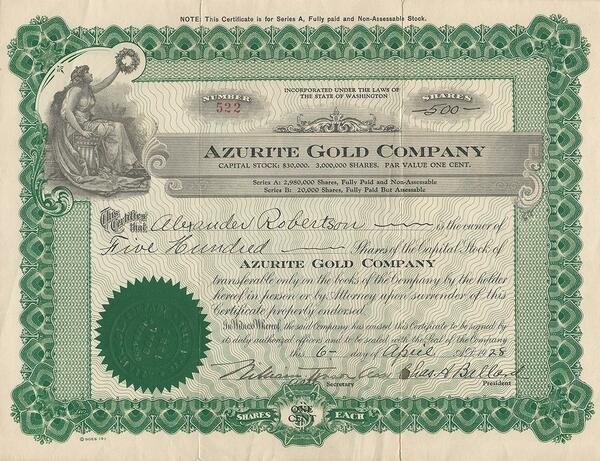 NOTE: This Certificate is for Series A, Fully paid and Non-Assessable Stock.
INCORPORATED UNDER THE LAWS OF
THE STATE OF WASHINGTON
NUMBER
522
SHARES
500
AZURITE GOLD COMPANY
CAPITAL STOCK: $30,000. 3,000,000 SHARES. PAR VALUE ONE CENT.
Series A: 2,980,000 Shares, Fully Paid and Non-Assessable
Series B: 20,000 Shares, Fully Paid But Assessable
This Certifies that Alexander Robertson is the owner of
Five Hundred Shares of the Capital Stock of
AZURITE GOLD COMPANY
transferable only on the books of the Company by the holder
hereof in person or by Attorney upon surrender of this
Certificate properly endorsed.
In Witness Whereof, the said Company has caused this Certificate to be signed by
its duly authorized officers and to be sealed with the Seal of the Company
this 6 day of April A.D. 1928
Chas A Ballard
Secretary
President
SHARES
ONE CENT
EACH
© GOES